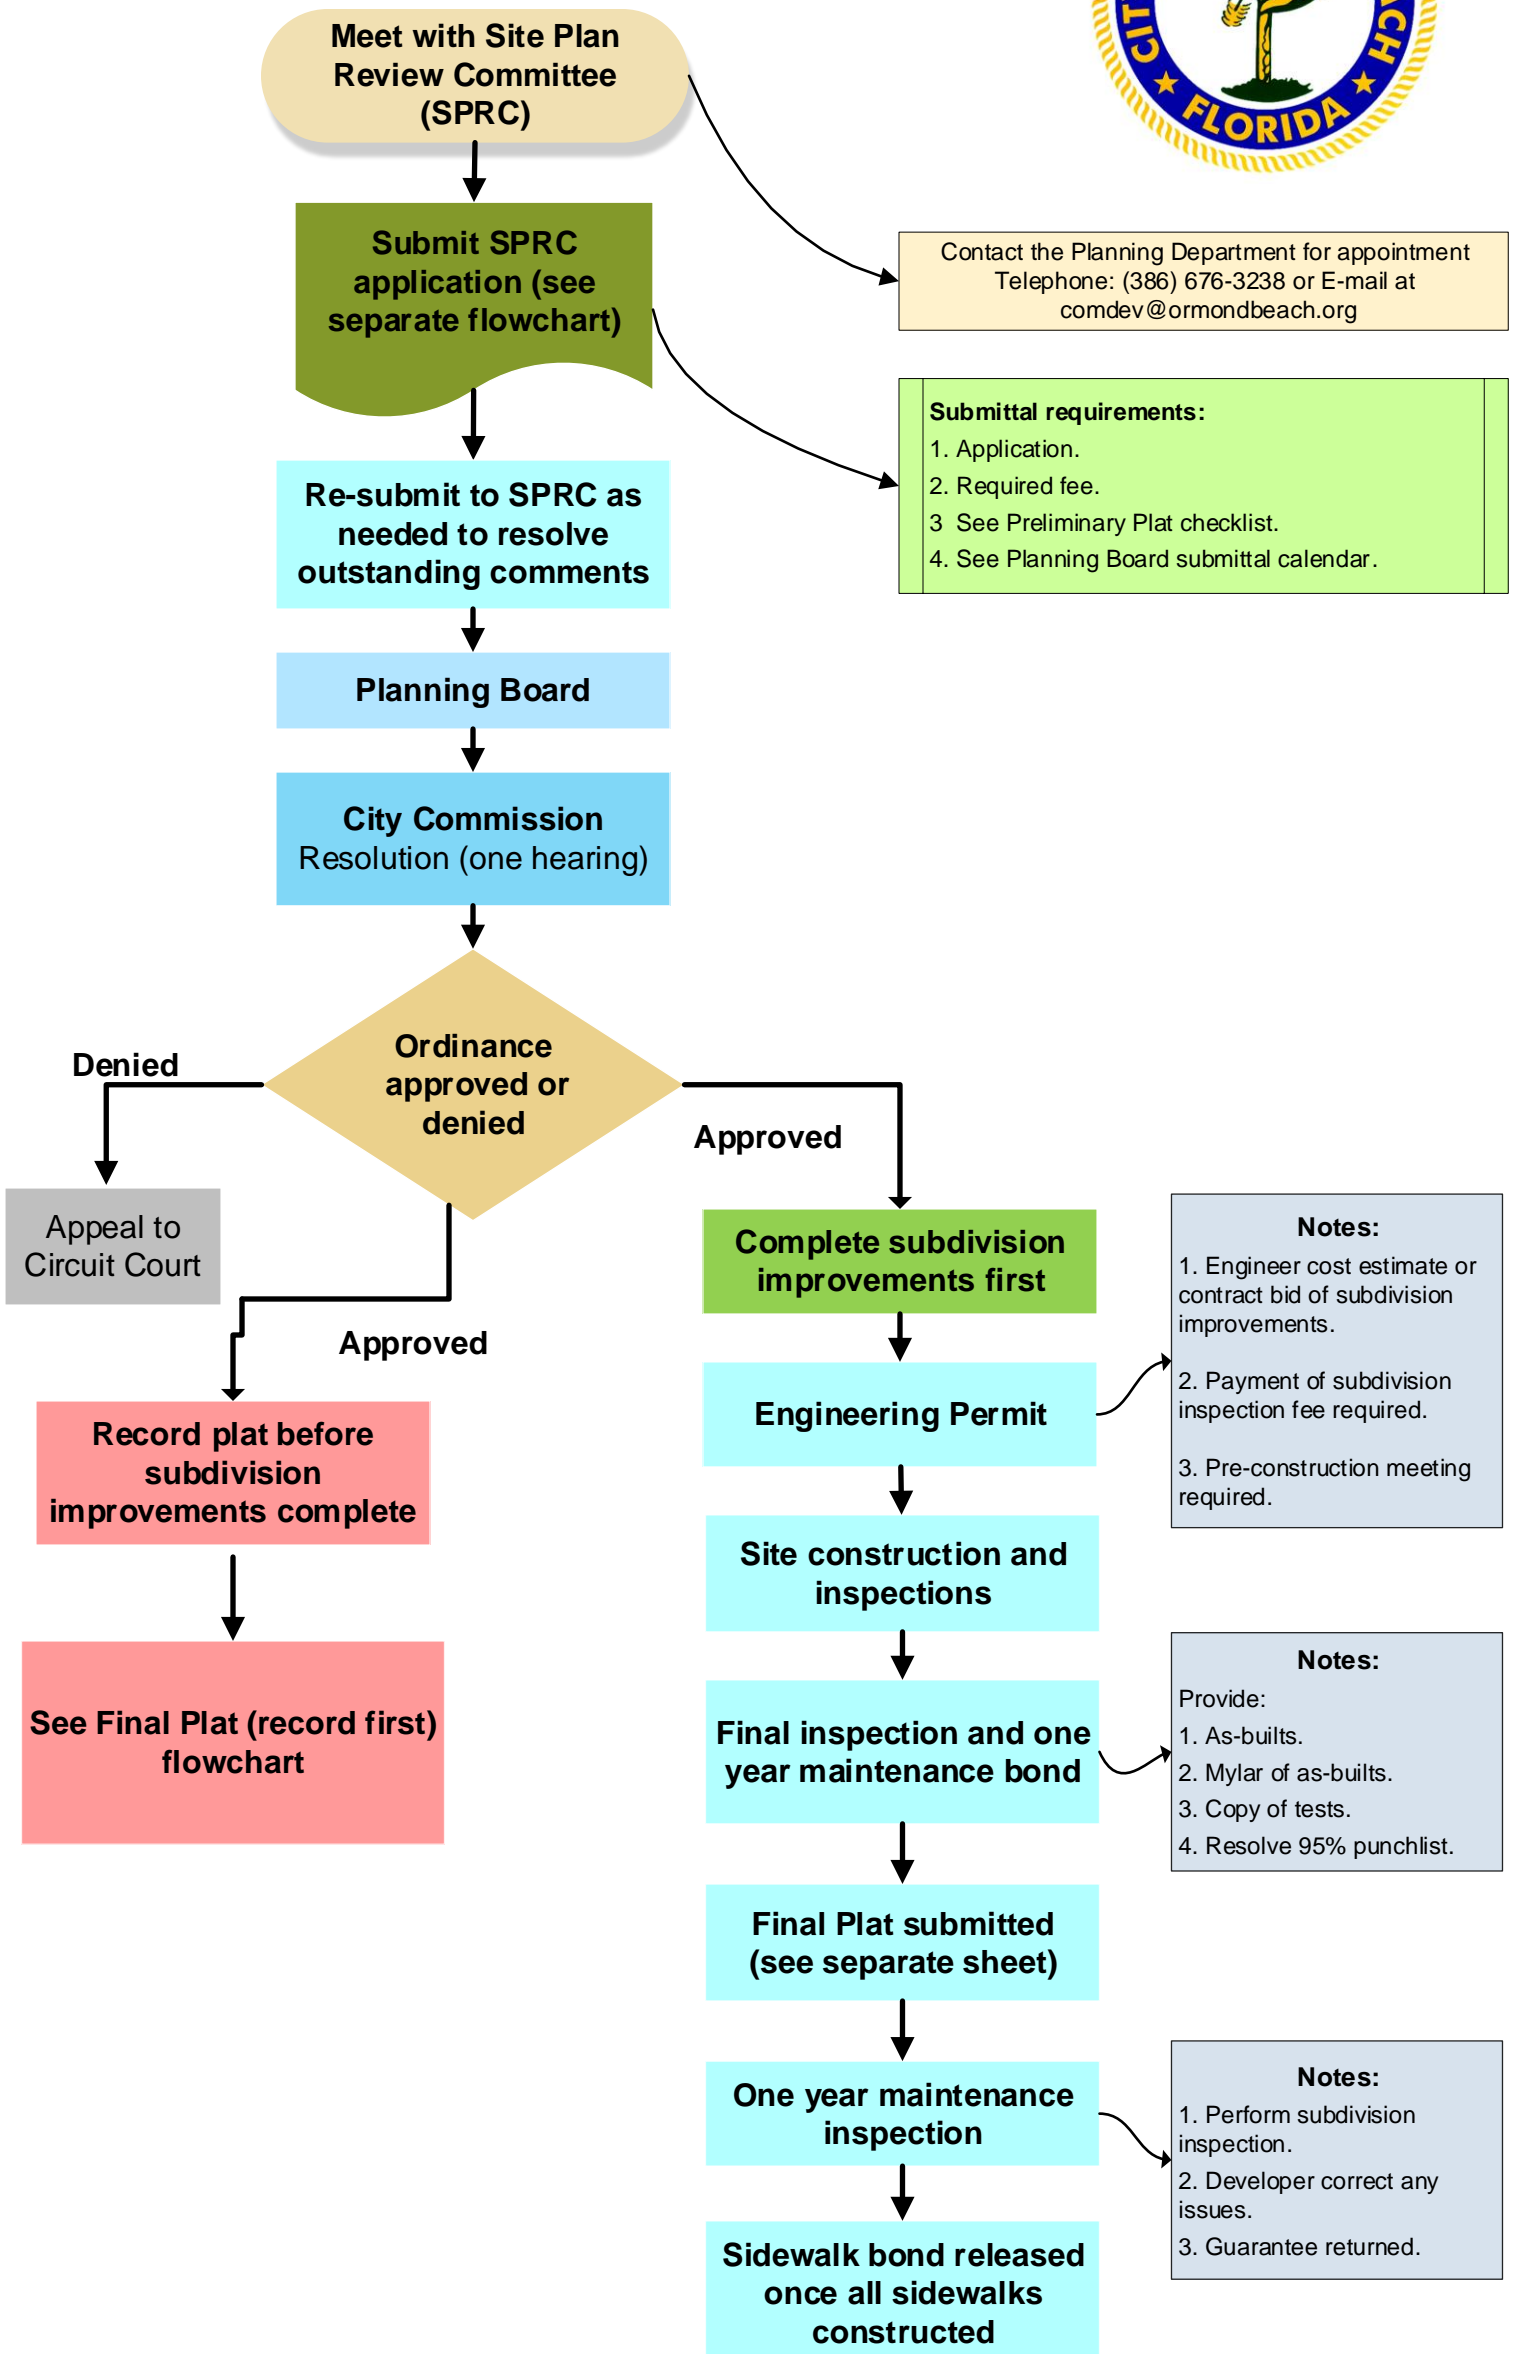 CIT
ACH
FLORIDA
Meet with Site Plan
Review Committee
(SPRC)
Contact the Planning Department for appointment
Telephone: (386) 676-3238 or E-mail at
comdev@ormondbeach.org
Submit SPRC
application (see
separate flowchart)
Submittal requirements:
1. Application.
2. Required fee.
3 See Preliminary Plat checklist.
4. See Planning Board submittal calendar.
Re-submit to SPRC as
needed to resolve
outstanding comments
Planning Board
City Commission
Resolution (one hearing)
Ordinance
approved or
denied
Denied
Appeal to
Circuit Court
Approved
Record plat before
subdivision
improvements complete
See Final Plat (record first)
flowchart
Approved
Complete subdivision
improvements first
Engineering Permit
Notes:
1. Engineer cost estimate or
contract bid of subdivision
improvements.
2. Payment of subdivision
inspection fee required.
3. Pre-construction meeting
required.
Site construction and
inspections
Final inspection and one
year maintenance bond
Notes:
Provide:
1. As-builts.
2. Mylar of as-builts.
3. Copy of tests.
4. Resolve 95% punchlist.
Final Plat submitted
(see separate sheet)
One year maintenance
inspection
Notes:
1. Perform subdivision
inspection.
2. Developer correct any
issues.
3. Guarantee returned.
Sidewalk bond released
once all sidewalks
constructed